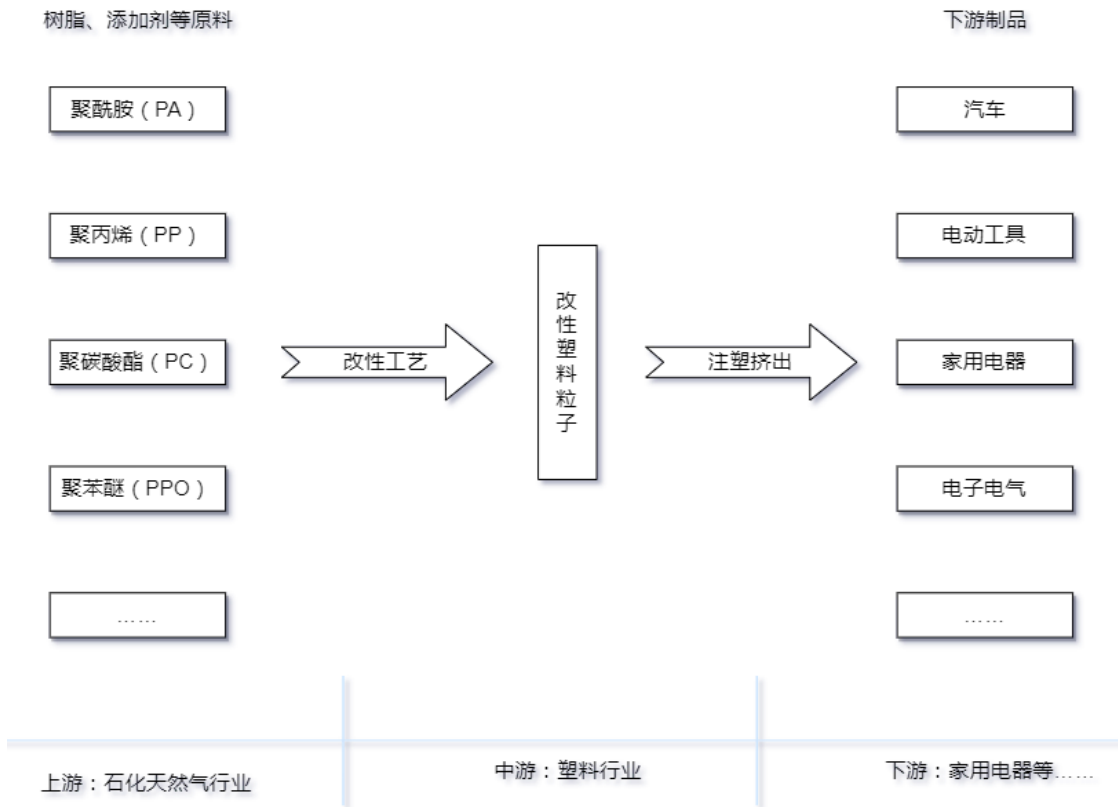 树脂、添加剂等原料
下游制品
聚酰胺（PA）
汽车
聚丙烯（PP）
电动工具
改性塑料粒子
聚碳酸酯（PC）
改性工艺
注塑挤出
家用电器
聚苯醚（PPO）
电子电气
……
……
上游：石化天然气行业
中游：塑料行业
下游：家用电器等……